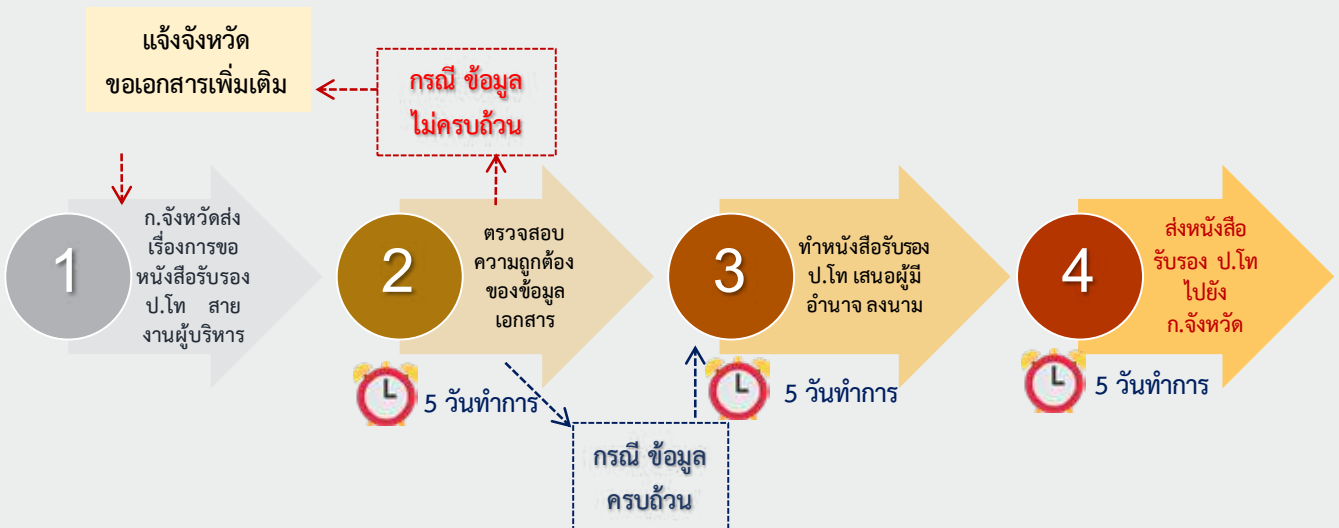 แจ้งจังหวัด
ขอเอกสารเพิ่มเติม
กรณี ข้อมูล
ไม่ครบถ้วน
1
ก.จังหวัดส่ง
เรื่องการขอ
หนังสือรับรอง
ป.โท สาย
งานผู้บริหาร
2
ตรวจสอบ
ความถูกต้อง
ของข้อมูล
เอกสาร
5 วันทำการ
กรณี ข้อมูล
ครบถ้วน
3
ทำหนังสือรับรอง
ป.โท เสนอผู้มี
อำนาจ ลงนาม
5 วันทำการ
4
ส่งหนังสือ
รับรอง ป.โท
ไปยัง
ก.จังหวัด
5 วันทำการ